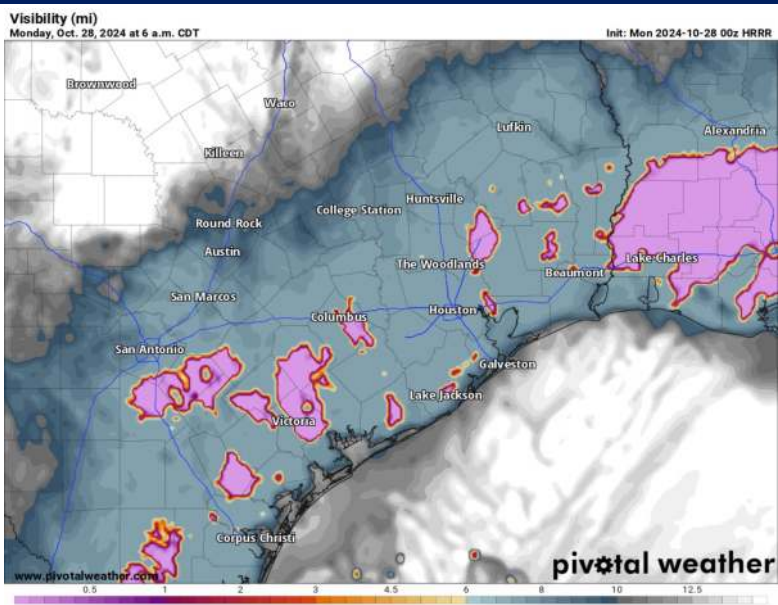 Visibility (mi)
Monday, Oct. 28, 2024 at 6 a.m. CDT
Init: Mon 2024-10-28 00z HRRR
Brownwood
Waco
Lufkin
Alexandria
Killeen
Huntsville
College Station
Round Rock
Austin
The Woodlands
Lake Charles
Beaumont
San Marcos
Columbus
Houston
San Antonio
Galveston
Lake Jackson
Victoria
Corpus Christi
www.pivotalweather.com
pivotal weather
0.5 1 2 3 4.5 6 8 10 12.5